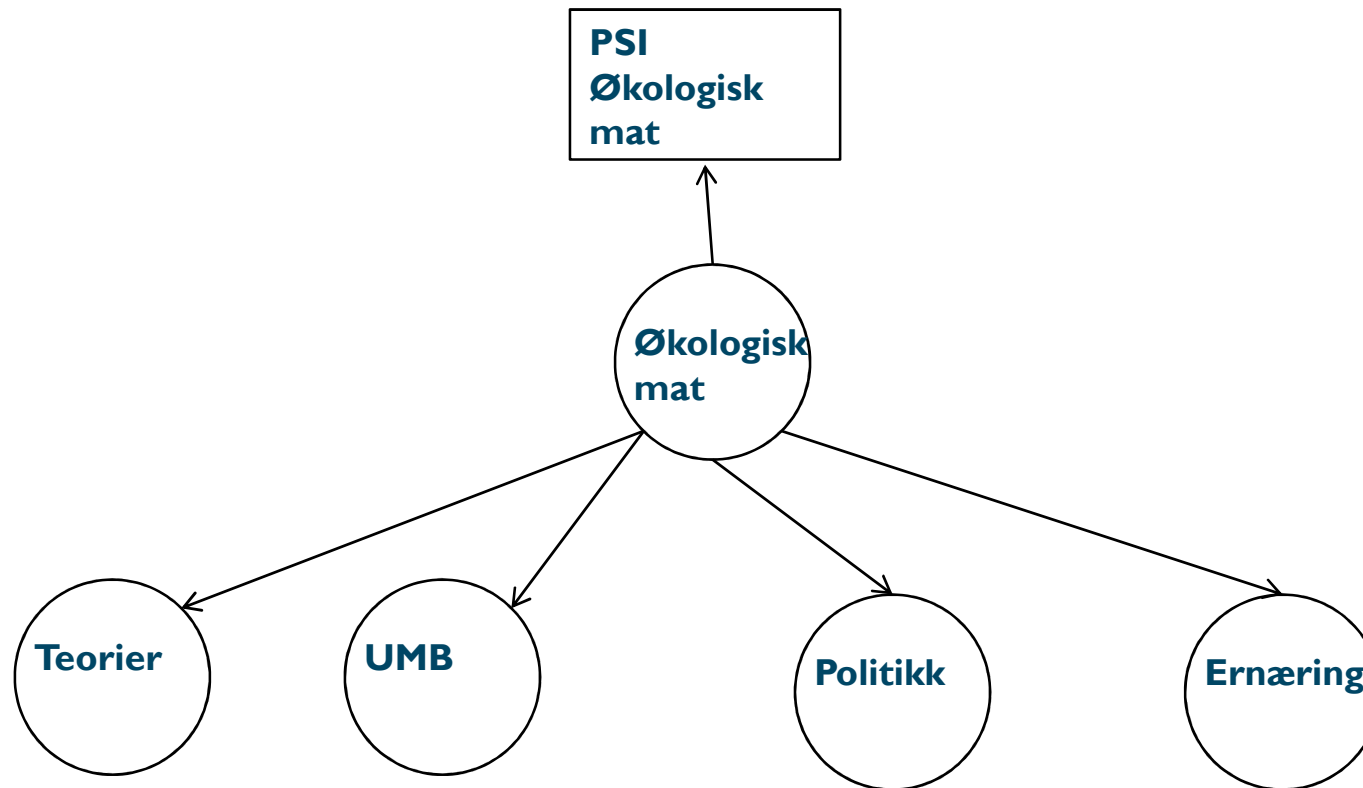 PSI
Økologisk
mat
Økologisk
mat
Teorier
UMB
Politikk
Ernæring